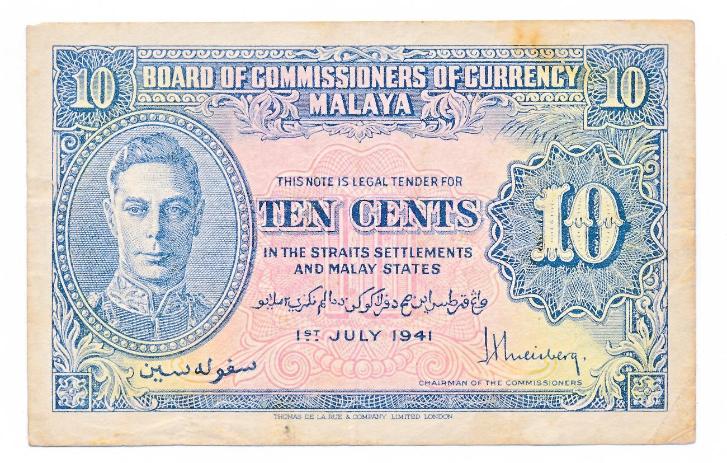 10 BOARD OF COMMISSIONERS OF CURRENCY 10
MALAYA
THIS NOTE IS LEGAL TENDER FOR
TEN CENTS
10
IN THE STRAITS SETTLEMENTS
AND MALAY STATES
1ST JULY 1941
سڤوله سين
CHAIRMAN OF THE COMMISSIONERS
THOMAS DE LA RUE & COMPANY LIMITED LONDON